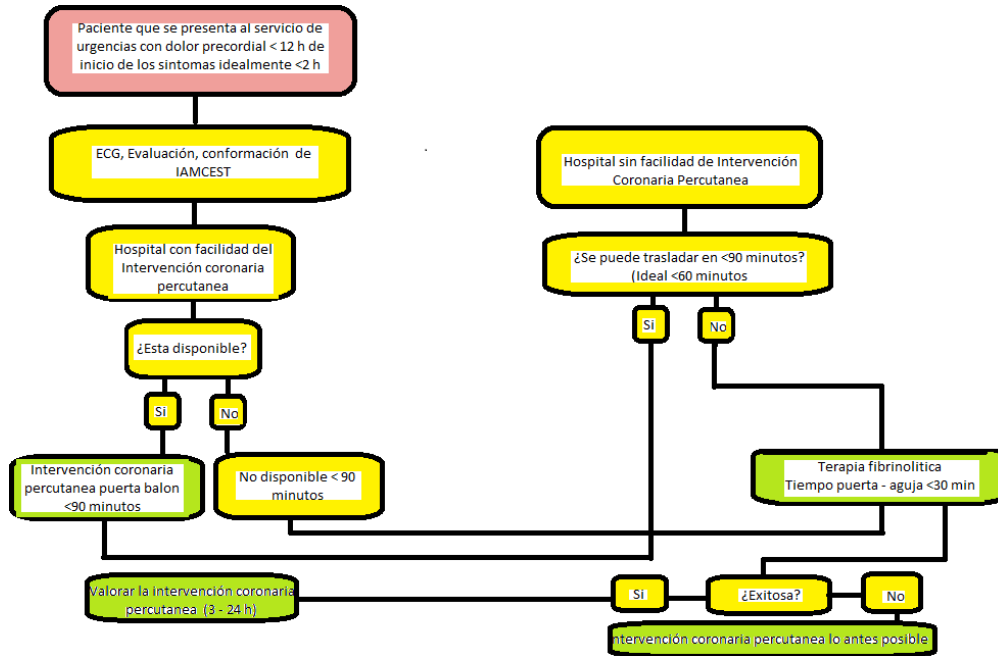 Paciente que se presenta al servicio de
urgencias con dolor precordial < 12 h de
inicio de los sintomas idealmente <2 h
ECG, Evaluación, conformación de
IAMCEST
Hospital con facilidad del
Intervención coronaria
percutanea
¿Esta disponible?
Si
No
Intervención coronaria
percutanea puerta balon
<90 minutos
No disponible < 90
minutos
Hospital sin facilidad de Intervención
Coronaria Percutanea
¿Se puede trasladar en <90 minutos?
(Ideal <60 minutos
Si
No
Terapia fibrinolitica
Tiempo puerta - aguja <30 min
¿Exitosa?
Si
No
Valorar la intervención coronaria
percutanea (3 - 24 h)
ntervención coronaria percutanea lo antes posible